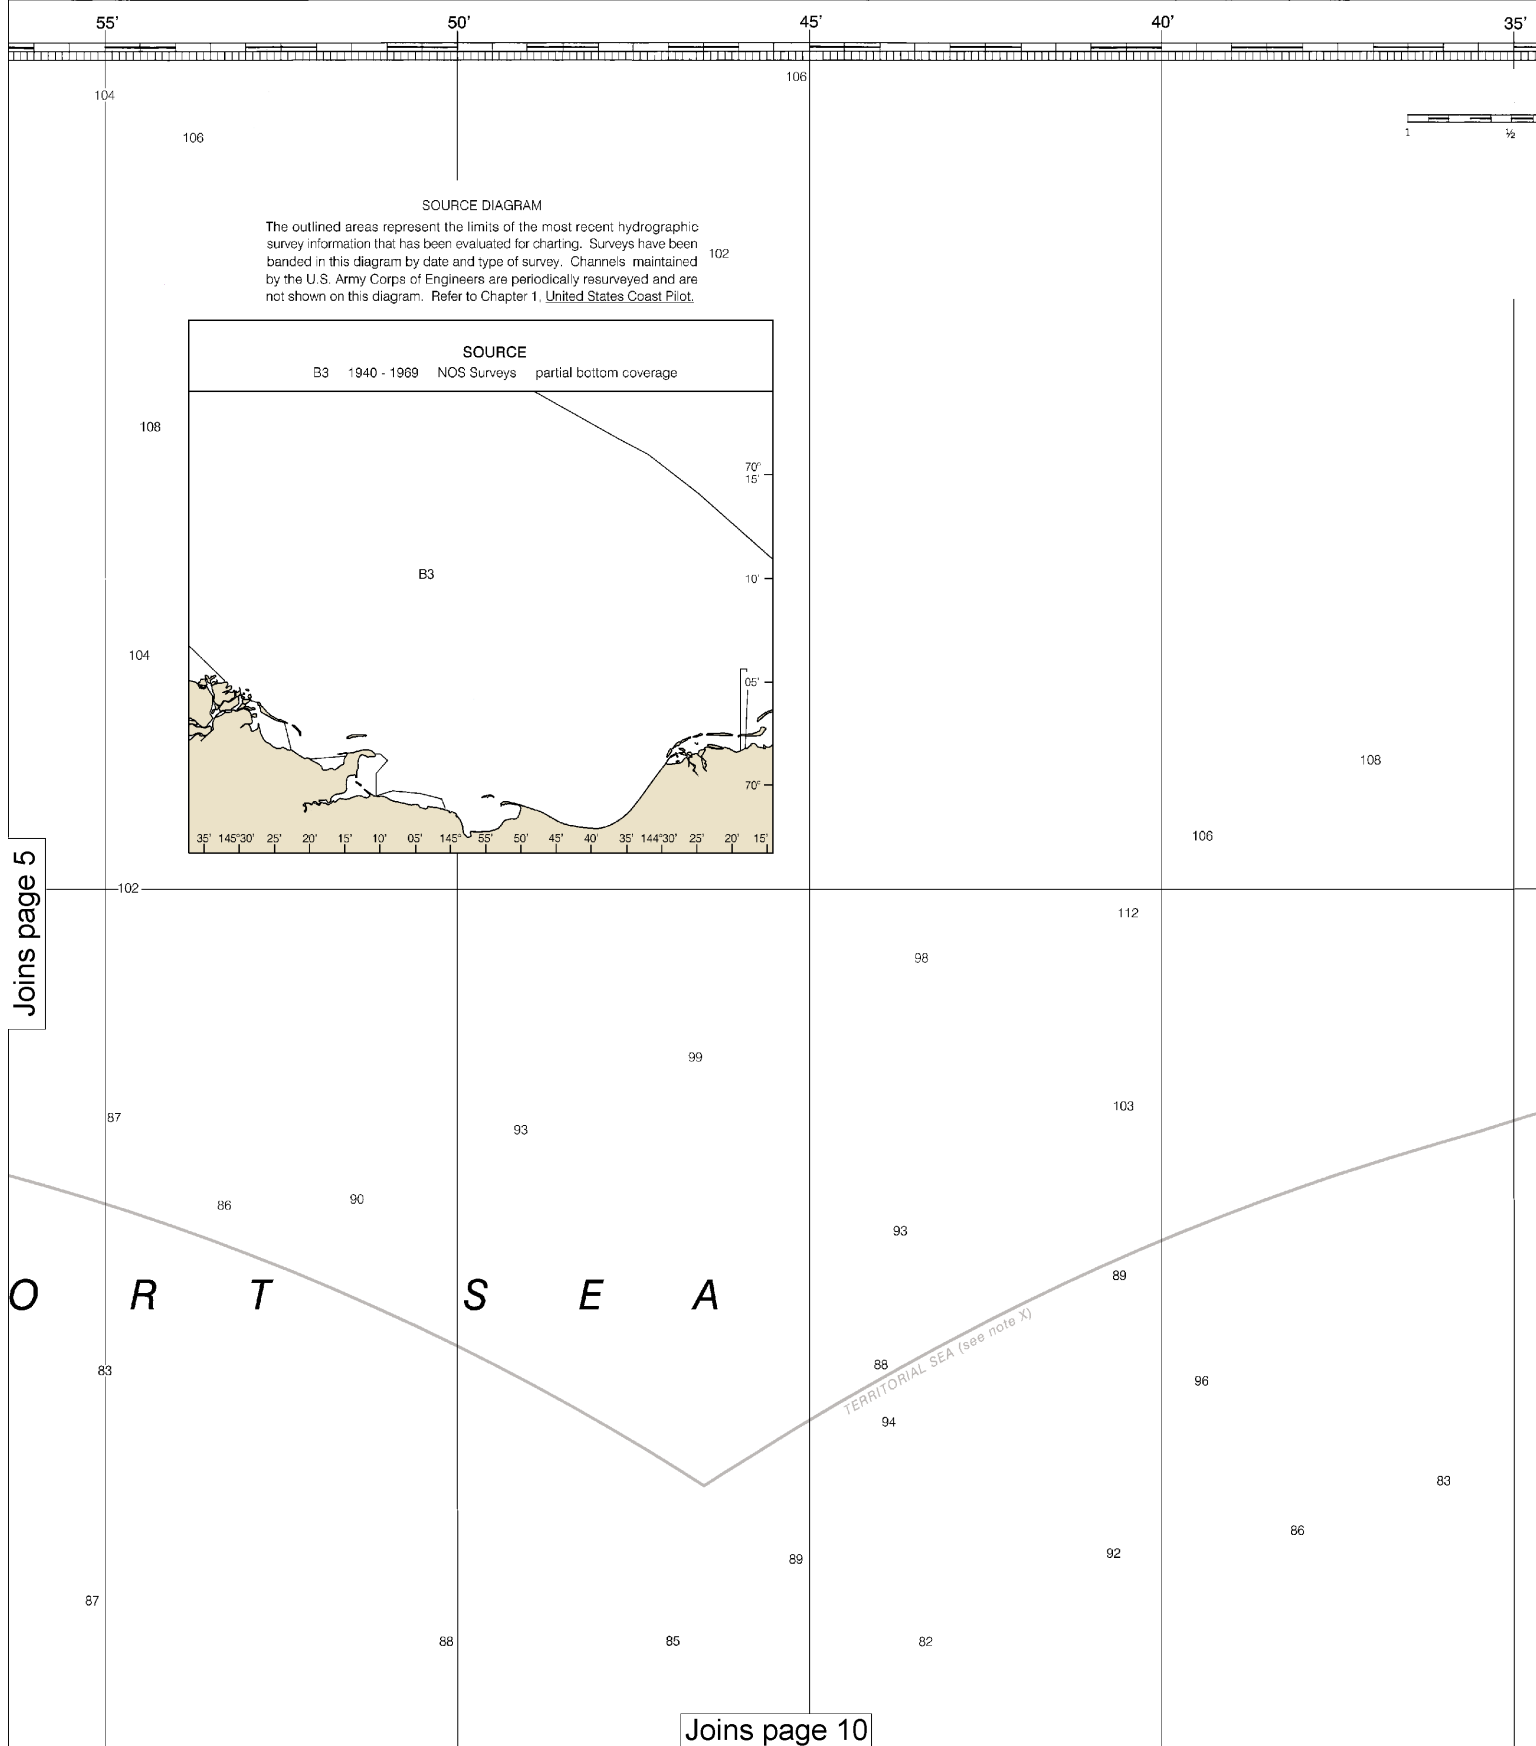 55' 50' 45' 40' 35'
106
104
106
1 ½
SOURCE DIAGRAM
The outlined areas represent the limits of the most recent hydrographic
survey information that has been evaluated for charting. Surveys have been
banded in this diagram by date and type of survey. Channels maintained
by the U.S. Army Corps of Engineers are periodically resurveyed and are
not shown on this diagram. Refer to Chapter 1, United States Coast Pilot.
102
SOURCE
B3 1940 - 1969 NOS Surveys partial bottom coverage
108
70°
15'
B3
10'
104
05'
108
70°
106
35' 145°30' 25' 20' 15' 10' 05' 145° 55' 50' 45' 40' 35' 144°30' 25' 20' 15'
Joins page 5
102
112
98
99
103
87
93
86
90
93
89
O R T S E A
TERRITORIAL SEA (see note X)
88
83
96
94
83
86
92
89
87
88
85
82
Joins page 10